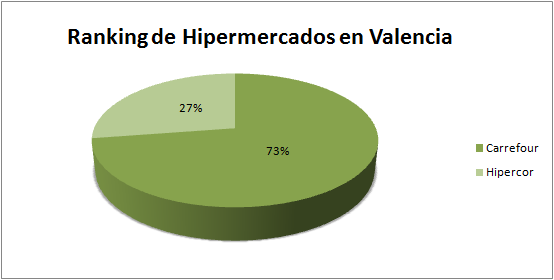 Ranking de Hipermercados en Valencia
27%
73%
Carrefour
Hipercor